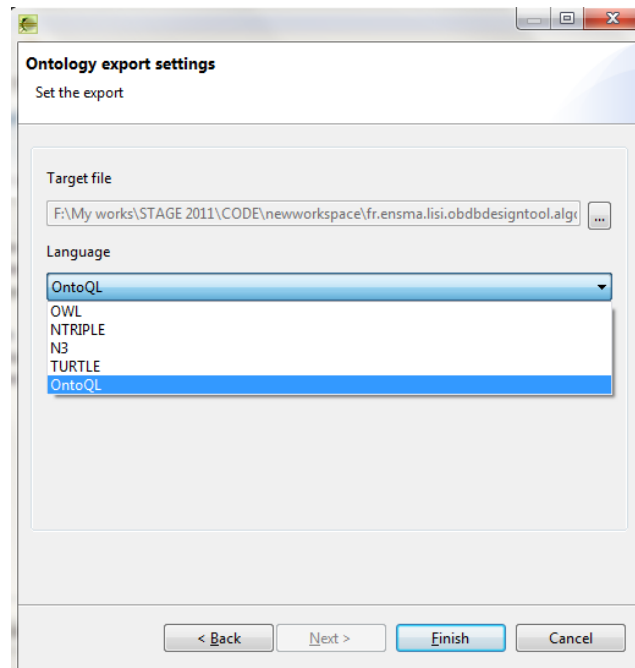 Ontology export settings
Set the export
Target file
F:\My works\STAGE 2011\CODE\newworkspace\fr.ensma.lisi.obdbdesigntool.algo
...
Language
OntoQL
OWL
NTRIPLE
N3
TURTLE
OntoQL
< Back
Next >
Finish
Cancel